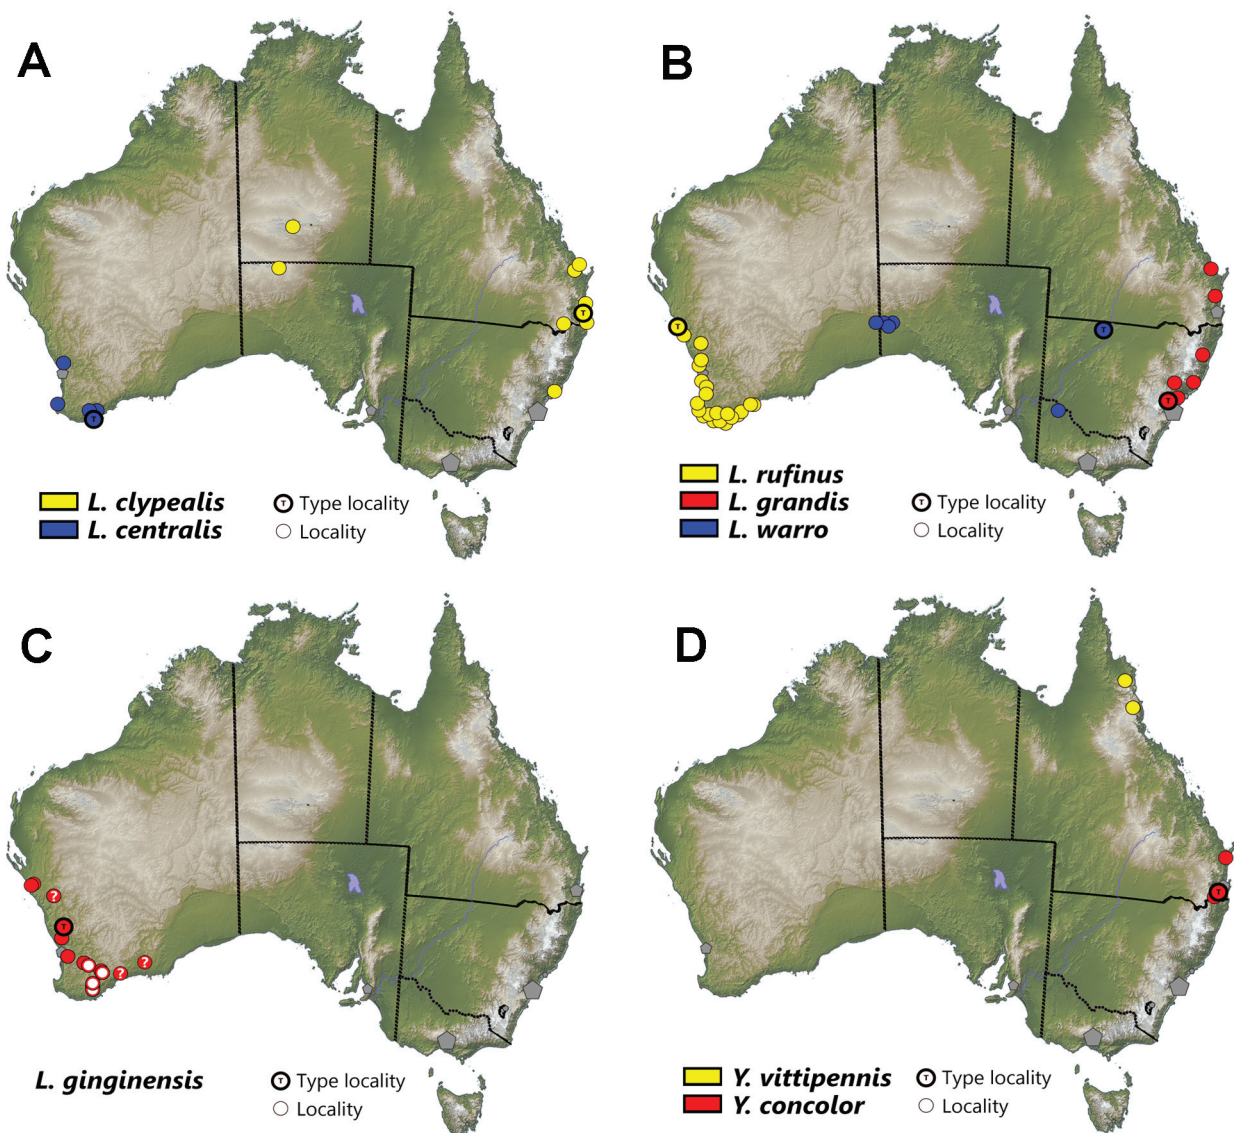 A
T
T
L. clypealis
L. centralis
T Type locality
Locality
B
T
T
T
L. rufinus
L. grandis
L. warro
T Type locality
Locality
C
?
T
? ?
L. ginginensis
T Type locality
Locality
D
T
Y. vittipennis
Y. concolor
T Type locality
Locality